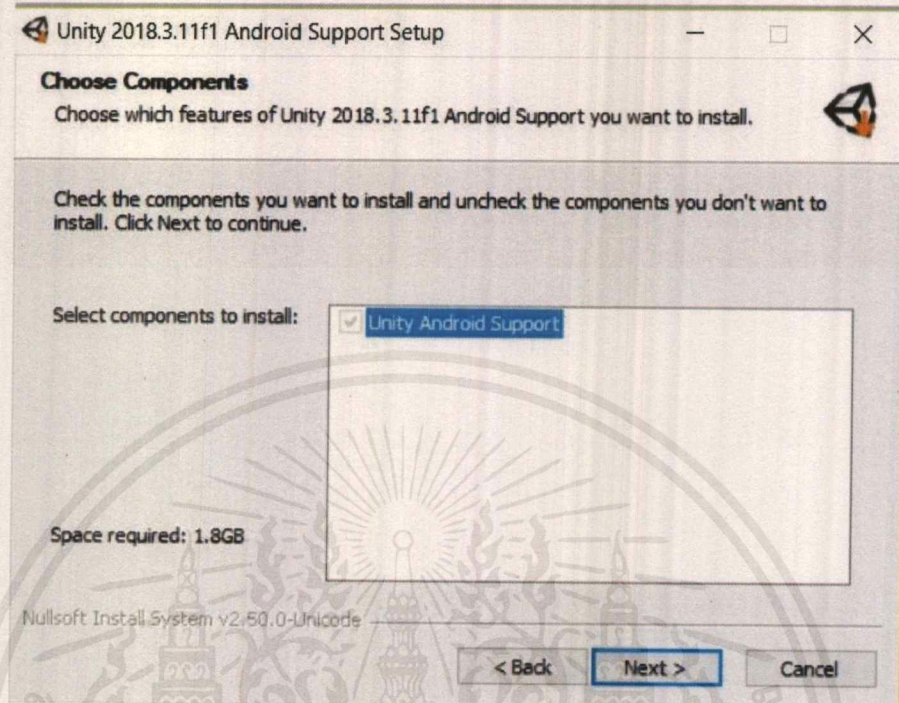 Unity 2018.3.11f1 Android Support Setup
Choose Components
Choose which features of Unity 2018.3.11f1 Android Support you want to install.
Check the components you want to install and uncheck the components you don't want to
install. Click Next to continue.
Select components to install:
Unity Android Support
Space required: 1.8GB
Nullsoft Install System v2.50.0-Unicode
< Back
Next >
Cancel